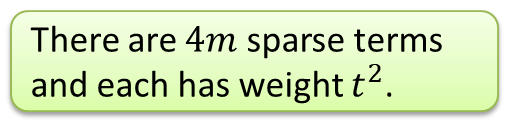 There are 4m sparse terms
and each has weight t².